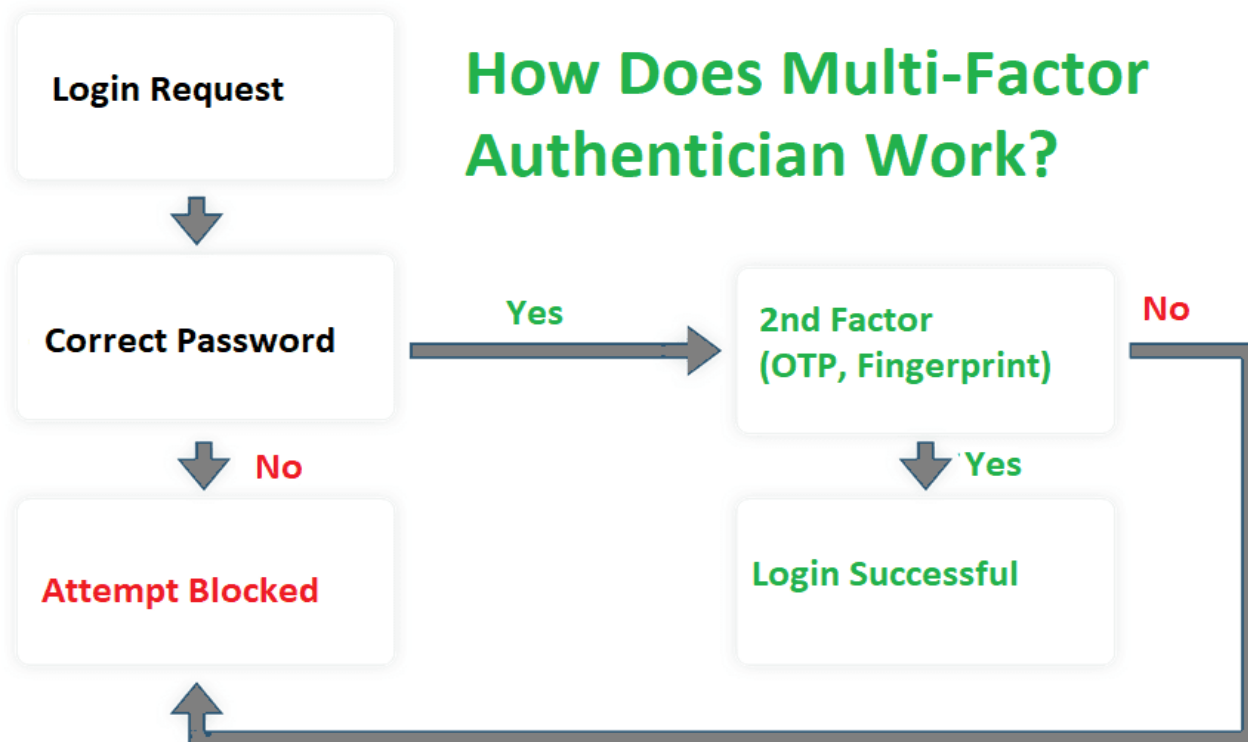 Login Request
How Does Multi-Factor
Authentician Work?
Correct Password
Yes
2nd Factor
(OTP, Fingerprint)
No
No
Yes
Attempt Blocked
Login Successful